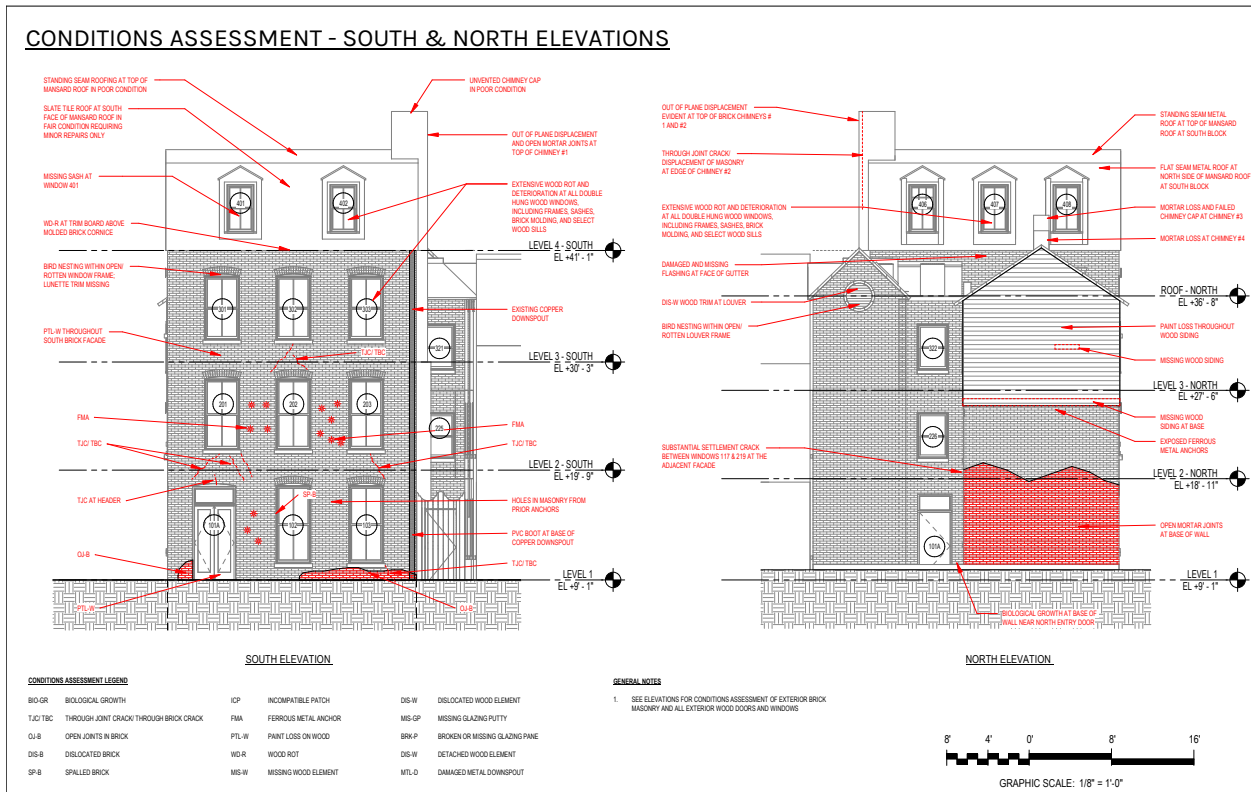 CONDITIONS ASSESSMENT - SOUTH & NORTH ELEVATIONS
STANDING SEAM ROOFING AT TOP OF
MANSARD ROOF IN POOR CONDITION
SLATE TILE ROOF AT SOUTH
FACE OF MANSARD ROOF IN
FAIR CONDITION REQUIRING
MINOR REPAIRS ONLY
MISSING SASH AT
WINDOW 401
WD-R AT TRIM BOARD ABOVE
MOLDED BRICK CORNICE
BIRD NESTING WITHIN OPEN/
ROTTEN WINDOW FRAME;
LUNETTE TRIM MISSING
PTL-W THROUGHOUT
SOUTH BRICK FACADE
FMA
TJC/ TBC
TJC AT HEADER
OJ-B
PTL-W
401
402
301
302
303
TJC/ TBC
201
202
203
SP-B
101A
102
103
321
225
UNVENTED CHIMNEY CAP
IN POOR CONDITION
OUT OF PLANE DISPLACEMENT
AND OPEN MORTAR JOINTS AT
TOP OF CHIMNEY #1
EXTENSIVE WOOD ROT AND
DETERIORATION AT ALL DOUBLE
HUNG WOOD WINDOWS,
INCLUDING FRAMES, SASHES,
BRICK MOLDING, AND SELECT
WOOD SILLS
LEVEL 4 - SOUTH
EL +41' - 1"
EXISTING COPPER
DOWNSPOUT
LEVEL 3 - SOUTH
EL +30' - 3"
FMA
TJC/ TBC
LEVEL 2 - SOUTH
EL +19' - 9"
HOLES IN MASONRY FROM
PRIOR ANCHORS
PVC BOOT AT BASE OF
COPPER DOWNSPOUT
TJC/ TBC
LEVEL 1
EL +9' - 1"
OJ-B
SOUTH ELEVATION
OUT OF PLANE DISPLACEMENT
EVIDENT AT TOP OF BRICK CHIMNEYS #
1 AND #2
THROUGH JOINT CRACK/
DISPLACEMENT OF MASONRY
AT EDGE OF CHIMNEY #2
EXTENSIVE WOOD ROT AND DETERIORATION
AT ALL DOUBLE HUNG WOOD WINDOWS,
INCLUDING FRAMES, SASHES, BRICK
MOLDING, AND SELECT WOOD SILLS
DAMAGED AND MISSING
FLASHING AT FACE OF GUTTER
DIS-W WOOD TRIM AT LOUVER
BIRD NESTING WITHIN OPEN/
ROTTEN LOUVER FRAME
SUBSTANTIAL SETTLEMENT CRACK
BETWEEN WINDOWS 117 & 219 AT THE
ADJACENT FACADE
406
407
408
322
226
101A
STANDING SEAM METAL
ROOF AT TOP OF MANSARD
ROOF AT SOUTH BLOCK
FLAT SEAM METAL ROOF AT
NORTH SIDE OF MANSARD ROOF
AT SOUTH BLOCK
MORTAR LOSS AND FAILED
CHIMNEY CAP AT CHIMNEY #3
MORTAR LOSS AT CHIMNEY #4
ROOF - NORTH
EL +36' - 8"
PAINT LOSS THROUGHOUT
WOOD SIDING
MISSING WOOD SIDING
LEVEL 3 - NORTH
EL +27' - 6"
MISSING WOOD
SIDING AT BASE
EXPOSED FERROUS
METAL ANCHORS
LEVEL 2 - NORTH
EL +18' - 11"
OPEN MORTAR JOINTS
AT BASE OF WALL
LEVEL 1
EL +9' - 1"
BIOLOGICAL GROWTH AT BASE OF
WALL NEAR NORTH ENTRY DOOR
NORTH ELEVATION
CONDITIONS ASSESSMENT LEGEND
BIO-GR BIOLOGICAL GROWTH
TJC/ TBC THROUGH JOINT CRACK/ THROUGH BRICK CRACK
OJ-B OPEN JOINTS IN BRICK
DIS-B DISLOCATED BRICK
SP-B SPALLED BRICK
ICP INCOMPATIBLE PATCH
FMA FERROUS METAL ANCHOR
PTL-W PAINT LOSS ON WOOD
WD-R WOOD ROT
MIS-W MISSING WOOD ELEMENT
DIS-W DISLOCATED WOOD ELEMENT
MIS-GP MISSING GLAZING PUTTY
BRK-P BROKEN OR MISSING GLAZING PANE
DIS-W DETACHED WOOD ELEMENT
MTL-D DAMAGED METAL DOWNSPOUT
GENERAL NOTES
1. SEE ELEVATIONS FOR CONDITIONS ASSESSMENT OF EXTERIOR BRICK
MASONRY AND ALL EXTERIOR WOOD DOORS AND WINDOWS
8' 4' 0' 8' 16'
GRAPHIC SCALE: 1/8" = 1'-0"